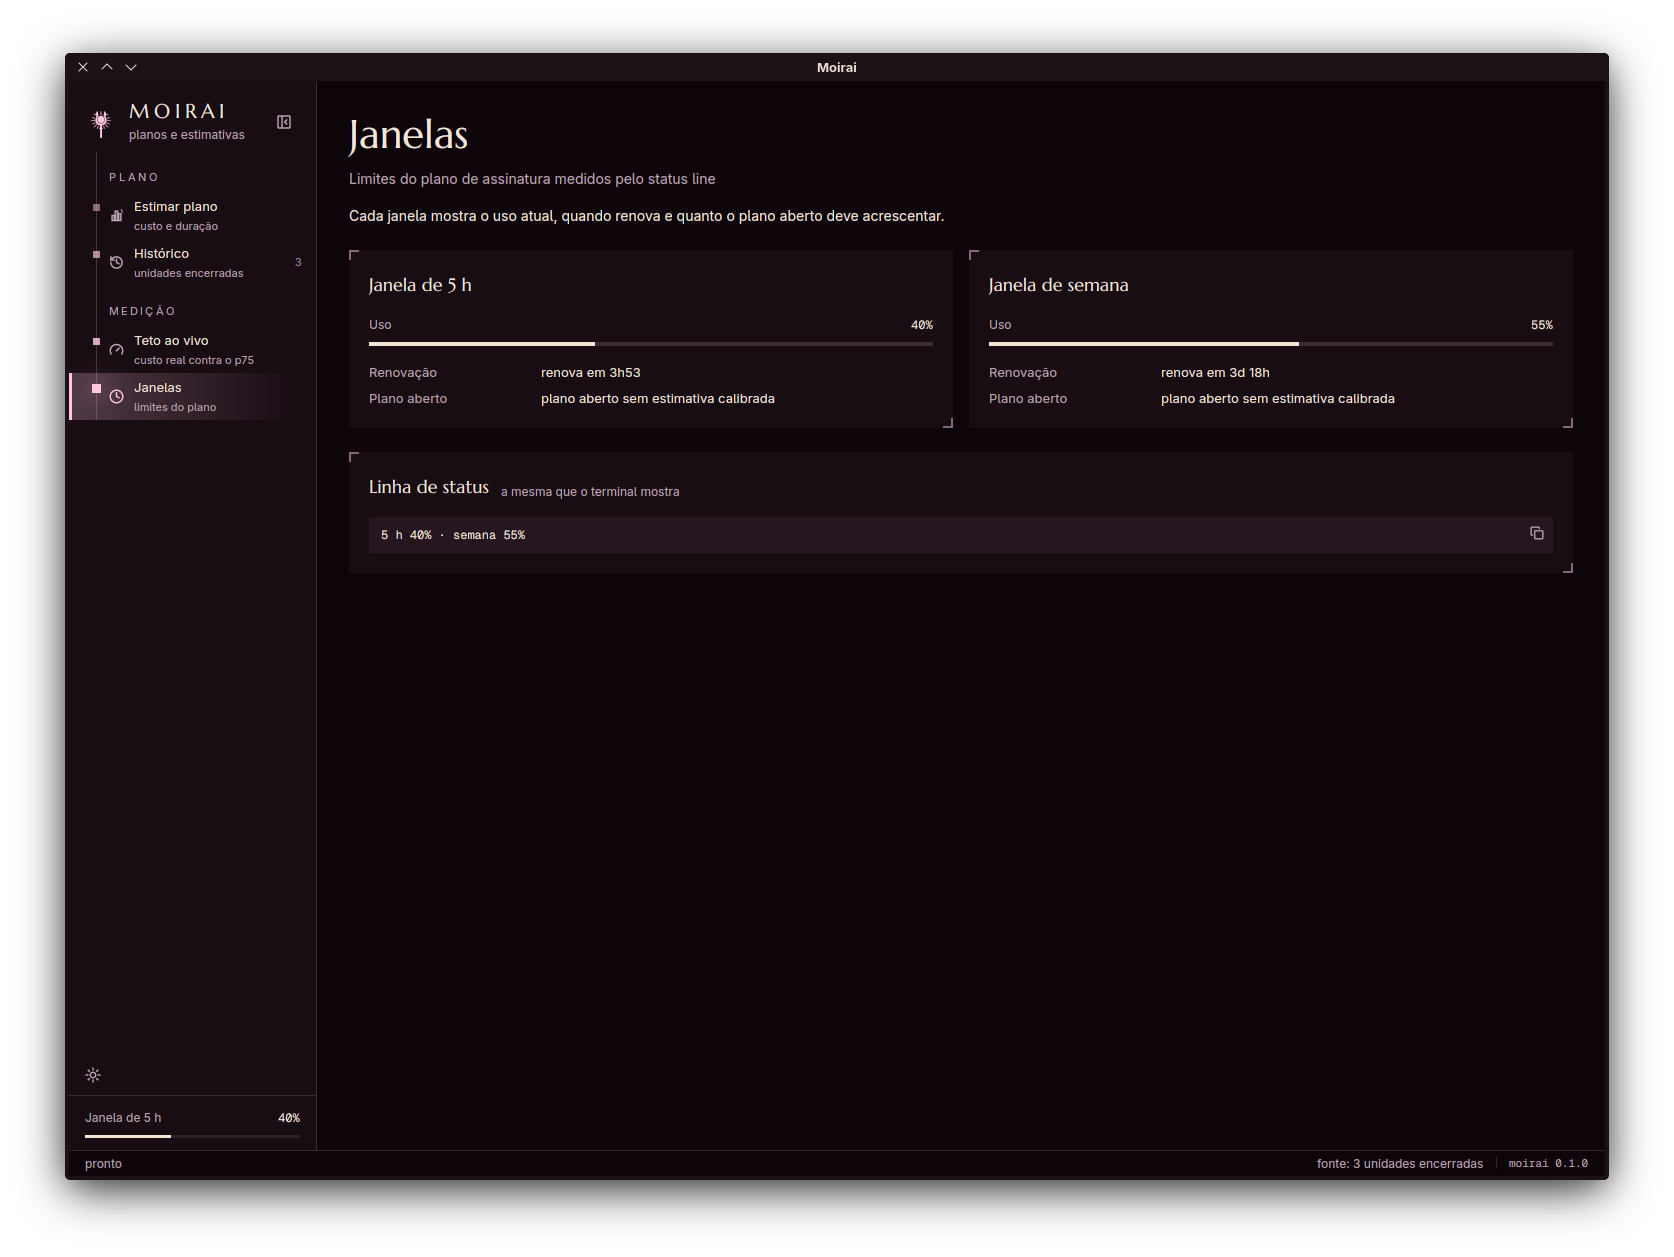 Moirai
MOIRAI
planos e estimativas
PLANO
Estimar plano
custo e duração
Histórico
unidades encerradas
3
MEDIÇÃO
Teto ao vivo
custo real contra o p75
Janelas
limites do plano
Janela de 5 h
40%
Janelas
Limites do plano de assinatura medidos pelo status line
Cada janela mostra o uso atual, quando renova e quanto o plano aberto deve acrescentar.
Janela de 5 h
Uso
40%
Renovação
renova em 3h53
Plano aberto
plano aberto sem estimativa calibrada
Janela de semana
Uso
55%
Renovação
renova em 3d 18h
Plano aberto
plano aberto sem estimativa calibrada
Linha de status
a mesma que o terminal mostra
5 h 40% · semana 55%
pronto
fonte: 3 unidades encerradas
moirai 0.1.0